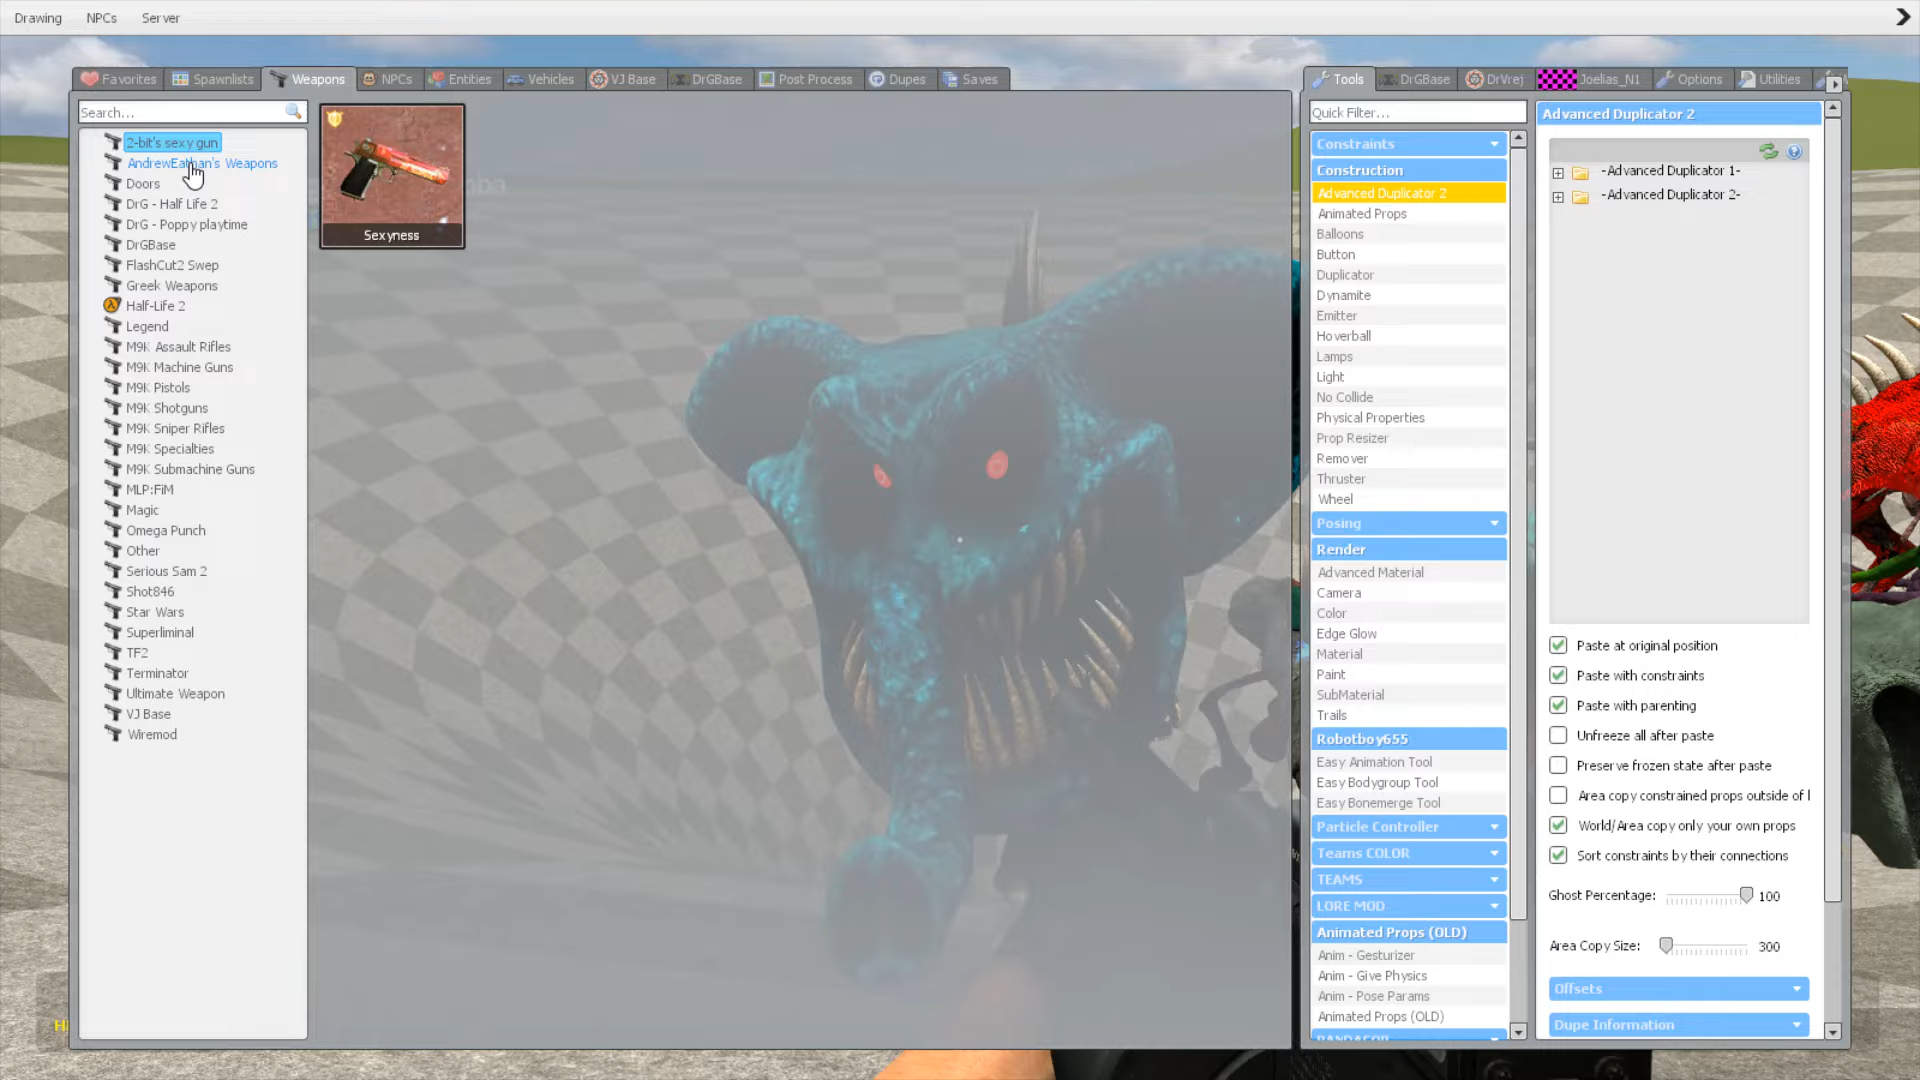 Drawing NPCs Server
Favorites Spawnlists Weapons NPCs Entities Vehicles VJ Base DrGBase Post Process Dupes Saves
Search...
2-bit's sexy gun
AndrewEathan's Weapons
Doors
DrG - Half Life 2
DrG - Poppy playtime
DrGBase
FlashCut2 Swep
Greek Weapons
Half-Life 2
Legend
M9K Assault Rifles
M9K Machine Guns
M9K Pistols
M9K Shotguns
M9K Sniper Rifles
M9K Specialties
M9K Submachine Guns
MLP:FiM
Magic
Omega Punch
Other
Serious Sam 2
Shot846
Star Wars
Superliminal
TF2
Terminator
Ultimate Weapon
VJ Base
Wiremod
Sexyness
Tools DrGBase DrVrej Joelias_N1 Options Utilities
Quick Filter...
Constraints
Construction
Advanced Duplicator 2
Animated Props
Balloons
Button
Duplicator
Dynamite
Emitter
Hoverball
Lamps
Light
No Collide
Physical Properties
Prop Resizer
Remover
Thruster
Wheel
Posing
Render
Advanced Material
Camera
Color
Edge Glow
Material
Paint
SubMaterial
Trails
Robotboy655
Easy Animation Tool
Easy Bodygroup Tool
Easy Bonemerge Tool
Particle Controller
Teams COLOR
TEAMS
LORE MOD
Animated Props (OLD)
Anim - Gesturizer
Anim - Give Physics
Anim - Pose Params
Animated Props (OLD)
Advanced Duplicator 2
-Advanced Duplicator 1-
-Advanced Duplicator 2-
Paste at original position
Paste with constraints
Paste with parenting
Unfreeze all after paste
Preserve frozen state after paste
Area copy constrained props outside of
World/Area copy only your own props
Sort constraints by their connections
Ghost Percentage: 100
Area Copy Size: 300
Offsets
Dupe Information